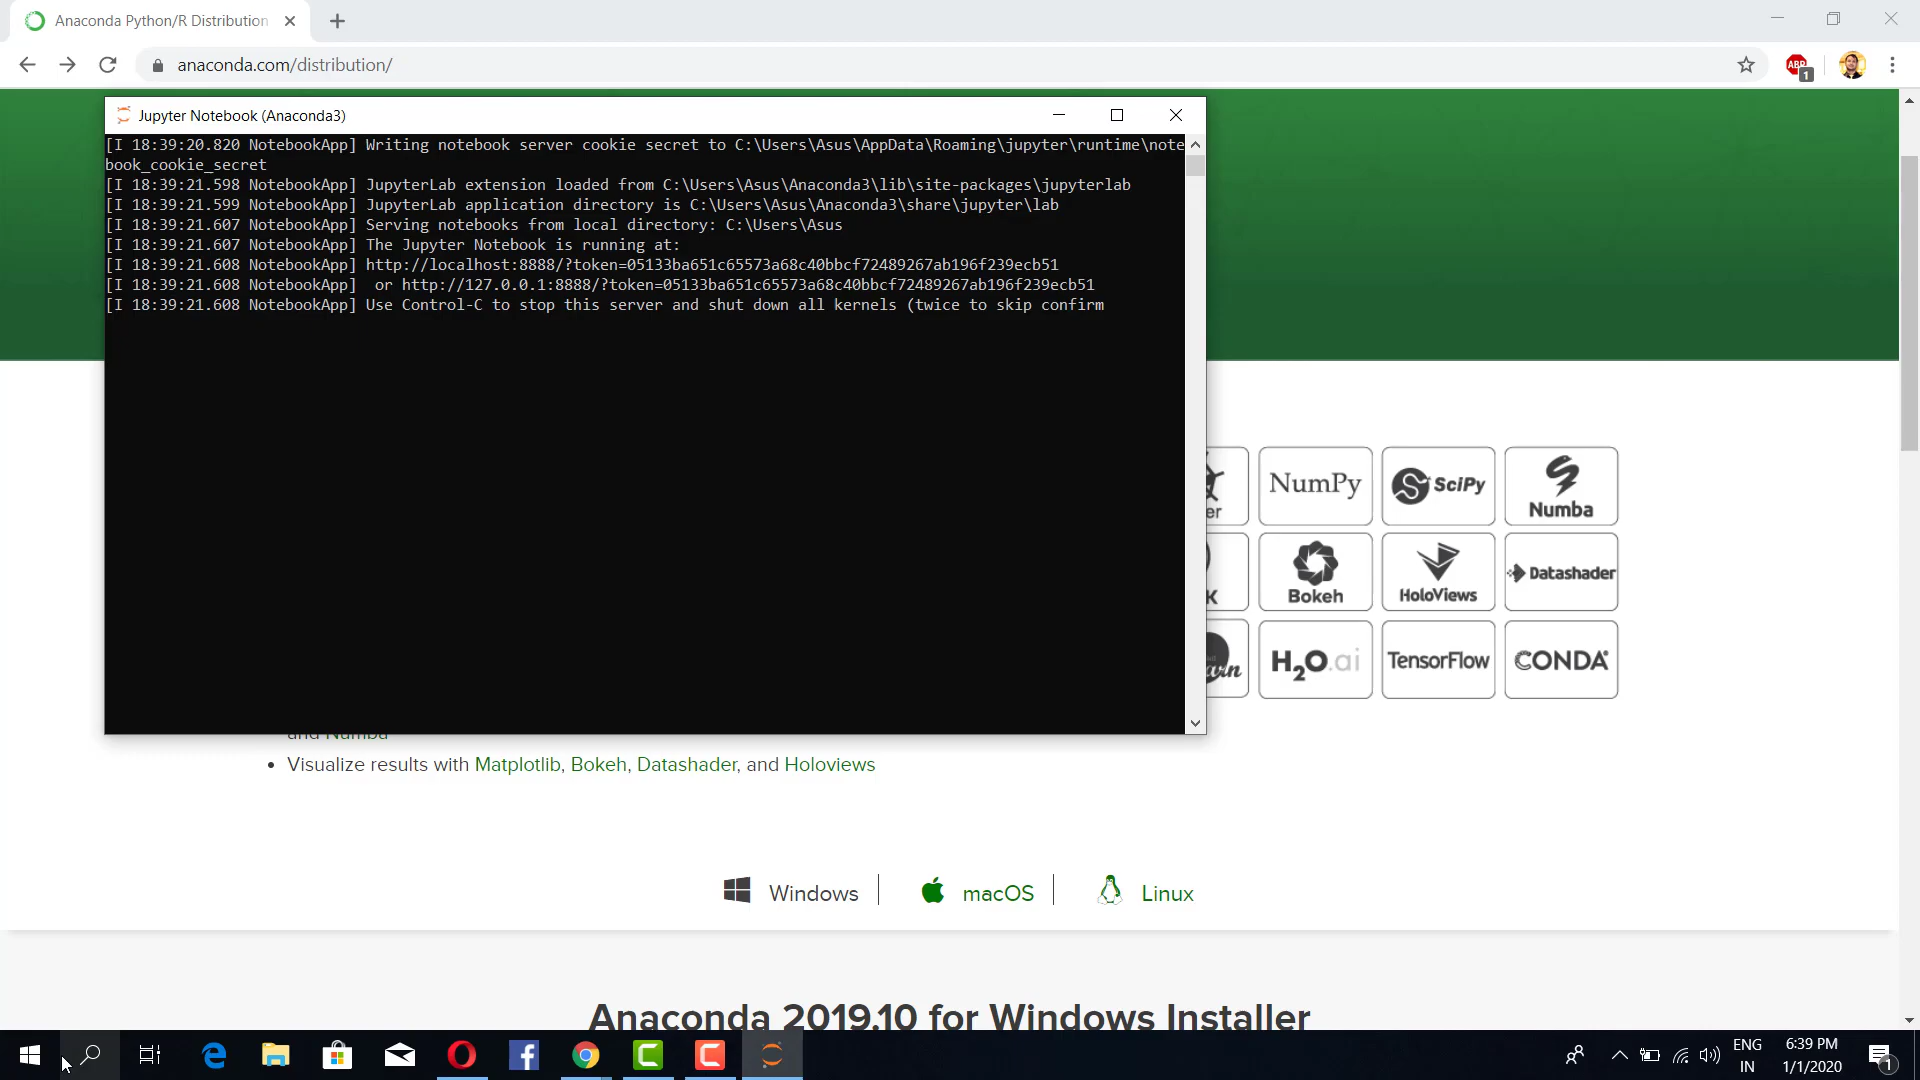 Anaconda Python/R Distribution
anaconda.com/distribution/
ABP
1
Jupyter Notebook (Anaconda3)
[I 18:39:20.820 NotebookApp] Writing notebook server cookie secret to C:\Users\Asus\AppData\Roaming\jupyter\runtime\note
book_cookie_secret
[I 18:39:21.598 NotebookApp] JupyterLab extension loaded from C:\Users\Asus\Anaconda3\lib\site-packages\jupyterlab
[I 18:39:21.599 NotebookApp] JupyterLab application directory is C:\Users\Asus\Anaconda3\share\jupyter\lab
[I 18:39:21.607 NotebookApp] Serving notebooks from local directory: C:\Users\Asus
[I 18:39:21.607 NotebookApp] The Jupyter Notebook is running at:
[I 18:39:21.608 NotebookApp] http://localhost:8888/?token=05133ba651c65573a68c40bbcf72489267ab196f239ecb51
[I 18:39:21.608 NotebookApp]  or http://127.0.0.1:8888/?token=05133ba651c65573a68c40bbcf72489267ab196f239ecb51
[I 18:39:21.608 NotebookApp] Use Control-C to stop this server and shut down all kernels (twice to skip confirm
er NumPy SciPy Numba
K Bokeh HoloViews Datashader
arn H2O.ai TensorFlow CONDA
and Numba
• Visualize results with Matplotlib, Bokeh, Datashader, and Holoviews
Windows macOS Linux
Anaconda 2019.10 for Windows Installer
ENG
IN
6:39 PM
1/1/2020
1